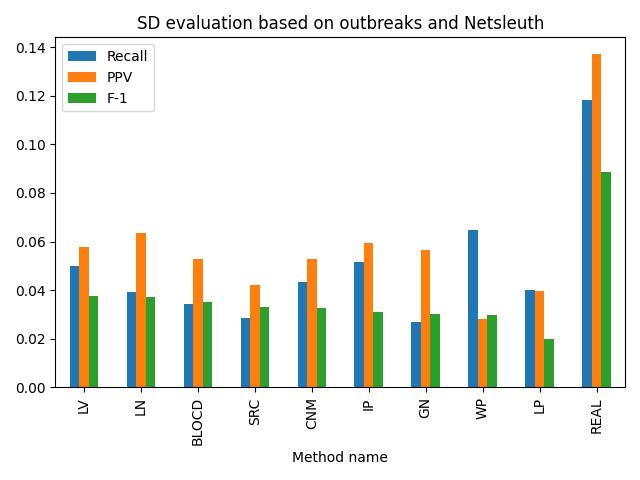 SD evaluation based on outbreaks and Netsleuth
Recall
PPV
F-1
0.14
0.12
0.10
0.08
0.06
0.04
0.02
0.00
LV
LN
BLOCD
SRC
CNM
IP
GN
WP
LP
REAL
Method name